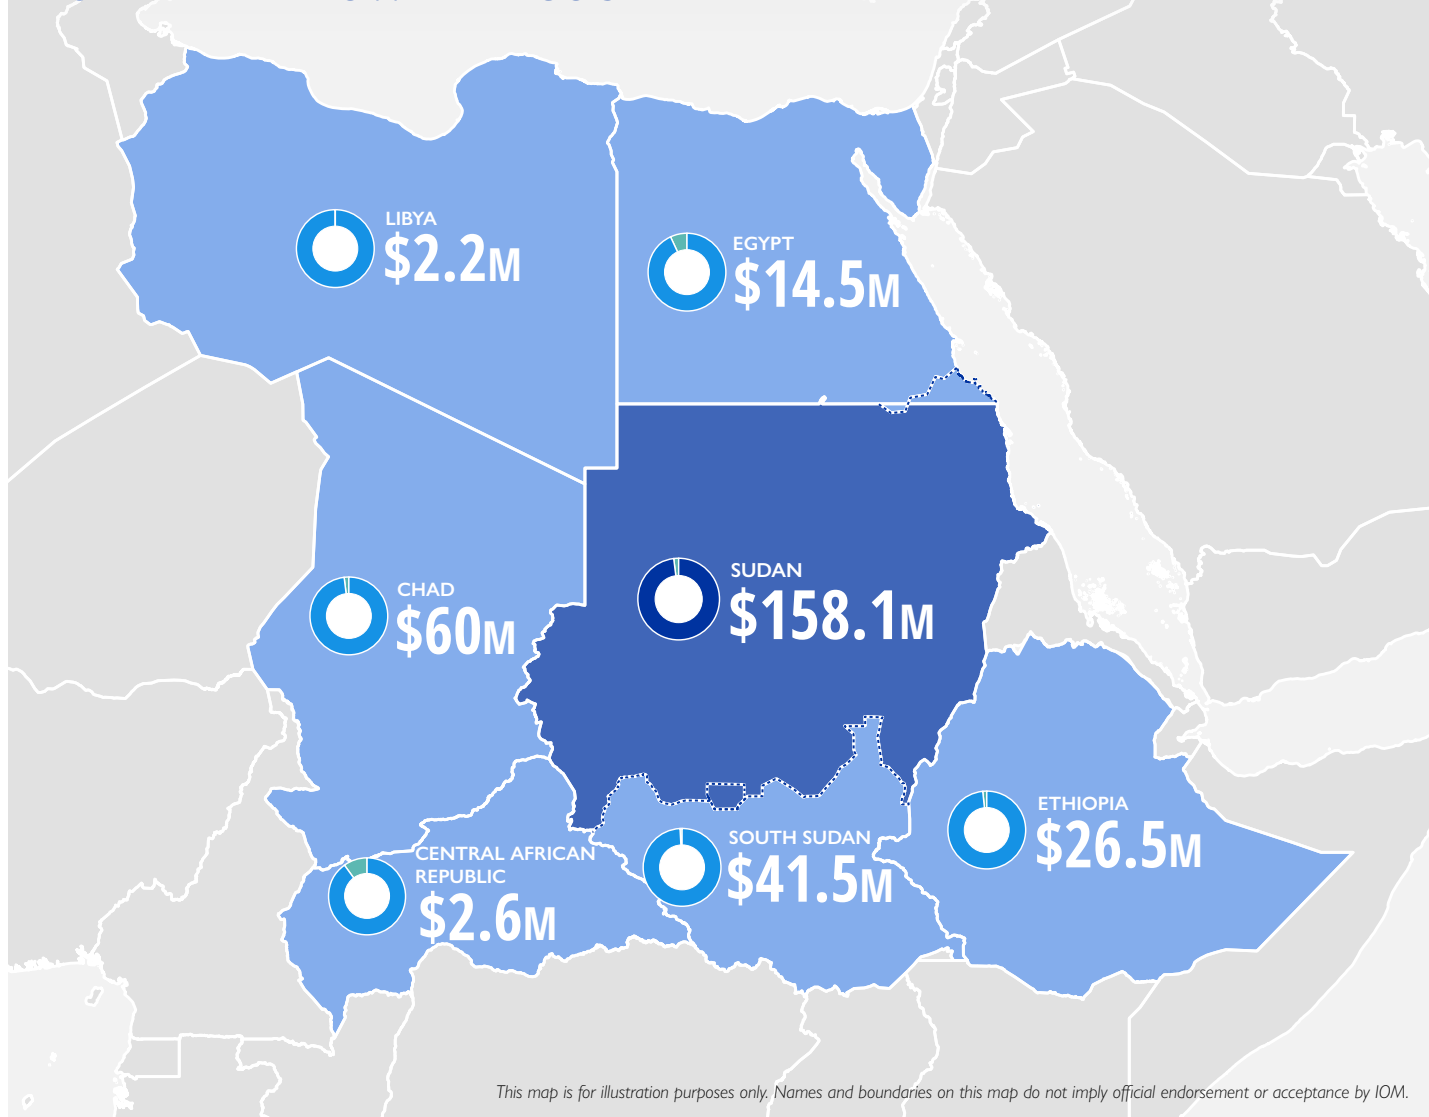 LIBYA
$2.2M
EGYPT
$14.5M
SUDAN
$158.1M
CHAD
$60M
ETHIOPIA
$26.5M
SOUTH SUDAN
$41.5M
CENTRAL AFRICAN
REPUBLIC
$2.6M
This map is for illustration purposes only. Names and boundaries on this map do not imply official endorsement or acceptance by IOM.